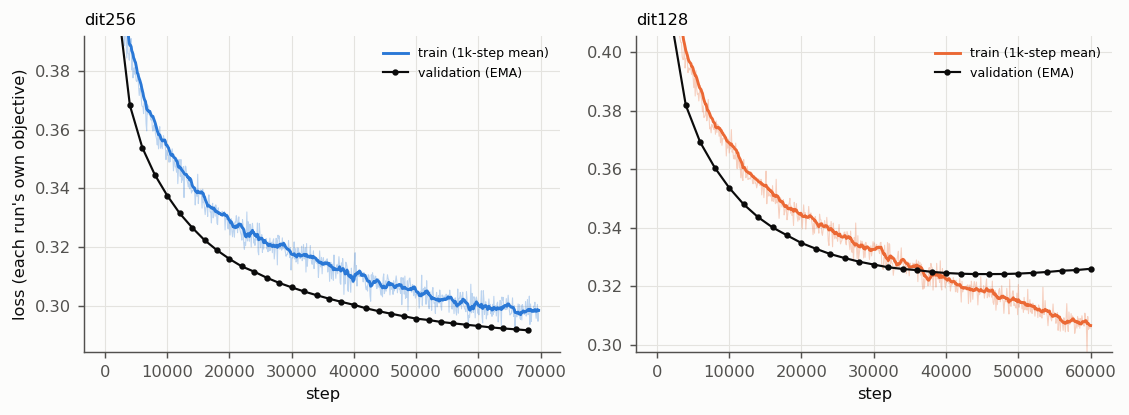 dit256
train (1k-step mean)
validation (EMA)
loss (each run's own objective)
0.38
0.36
0.34
0.32
0.30
0 10000 20000 30000 40000 50000 60000 70000
step
dit128
train (1k-step mean)
validation (EMA)
0.40
0.38
0.36
0.34
0.32
0.30
0 10000 20000 30000 40000 50000 60000
step